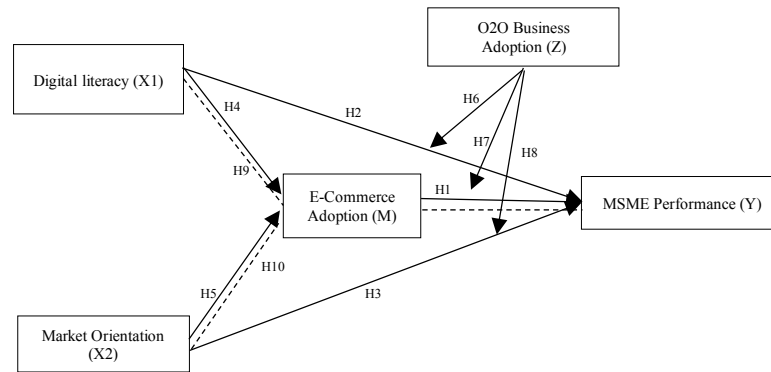 O2O Business
Adoption (Z)
Digital literacy (X1)
H4
H2
H6
H7
H8
H9
E-Commerce
Adoption (M)
H1
MSME Performance (Y)
H10
H5
H3
Market Orientation
(X2)